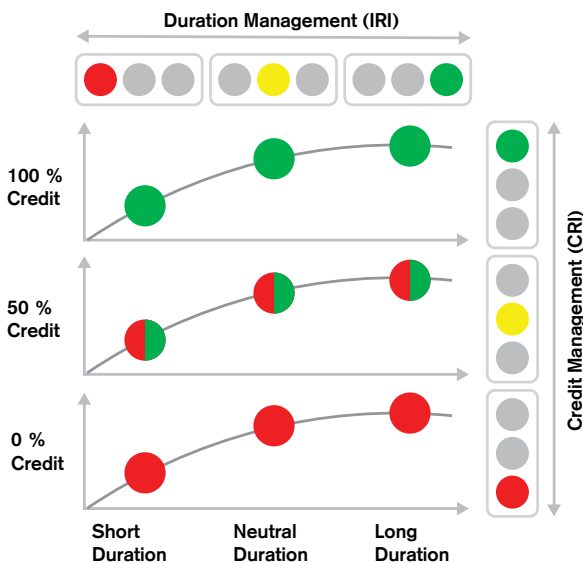 Duration Management (IRI)
100 %
Credit
50 %
Credit
0 %
Credit
Credit Management (CRI)
Short
Duration
Neutral
Duration
Long
Duration